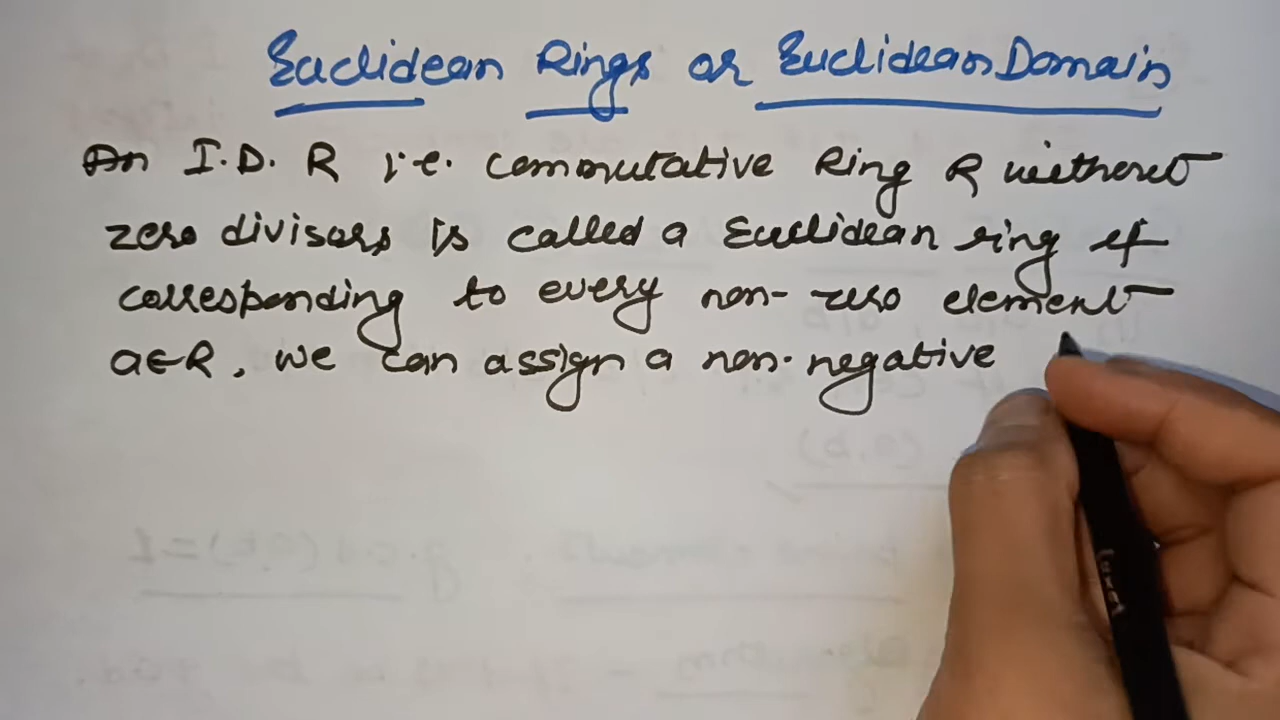 Euclidean Rings or Euclidean Domain
An I.D. R i.e. commutative Ring R without
zero divisors is called a Euclidean ring if
corresponding to every non-zero element
a∈R, we can assign a non-negative